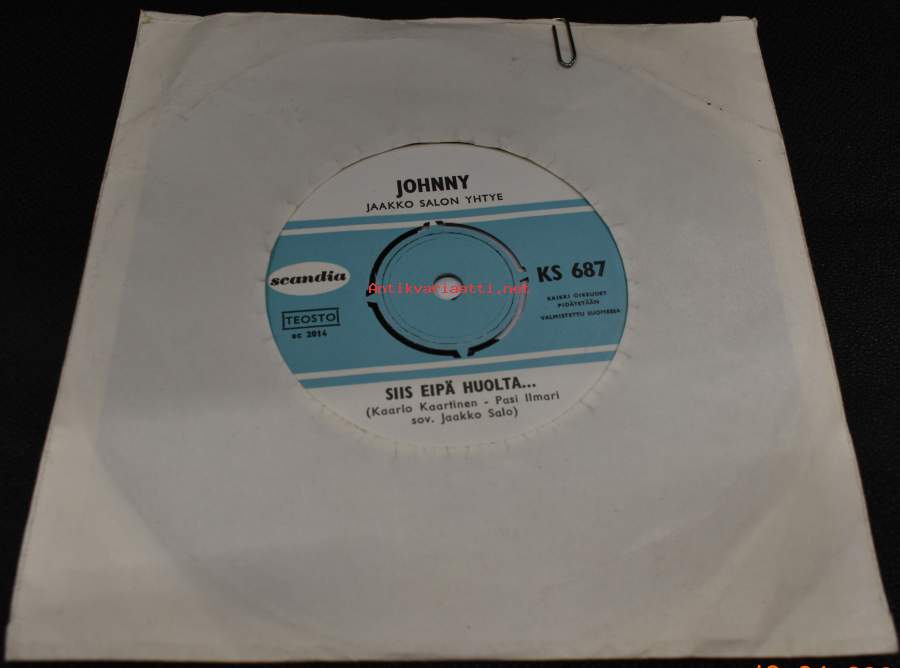 JOHNNY
JAAKKO SALON YHTYE
scandia
KS 687
Antikvariaatti.net
KAIKKI OIKEUDET
PIDÄTETÄÄN
VALMISTETTU SUOMESSA
TEOSTO
sc 2014
SIIS EIPÄ HUOLTA...
(Kaarlo Kaartinen - Pasi Ilmari
sov. Jaakko Salo)